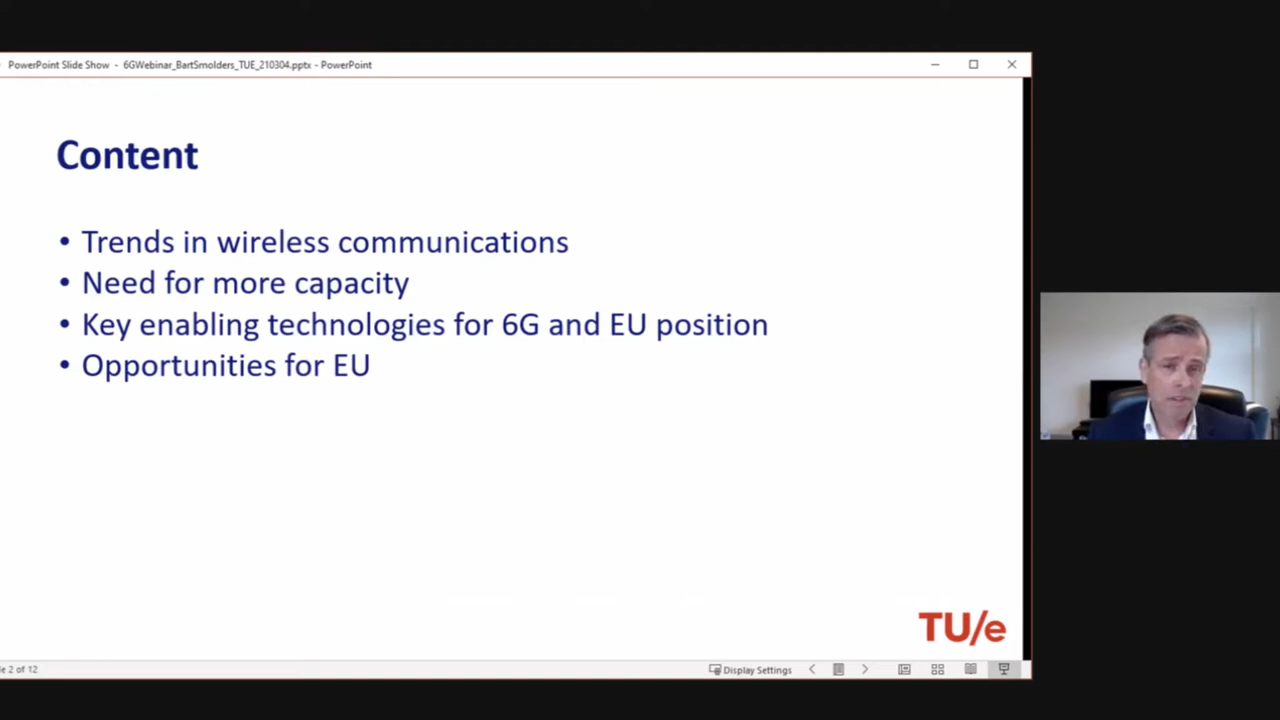 PowerPoint Slide Show - 6GWebinar_BartSmolders_TUE_210304.pptx - PowerPoint
Content
• Trends in wireless communications
• Need for more capacity
• Key enabling technologies for 6G and EU position
• Opportunities for EU
TU/e
2 of 12
Display Settings